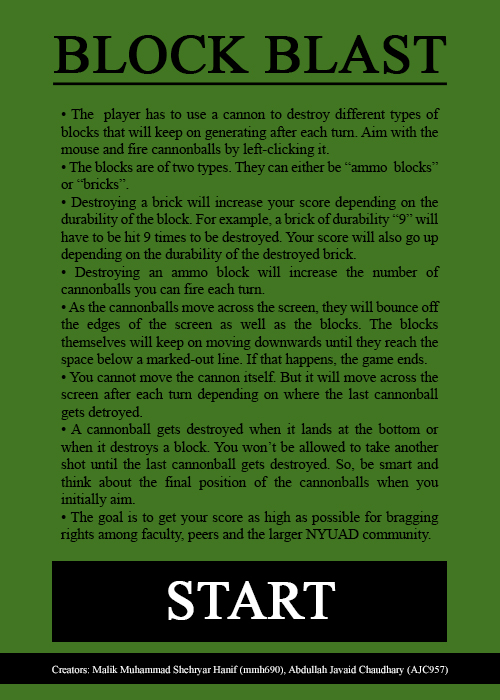 BLOCK BLAST
• The  player has to use a cannon to destroy different types of
blocks that will keep on generating after each turn. Aim with the
mouse and fire cannonballs by left-clicking it.
• The blocks are of two types. They can either be “ammo  blocks”
or “bricks”.
• Destroying a brick will increase your score depending on the
durability of the block. For example, a brick of durability “9” will
have to be hit 9 times to be destroyed. Your score will also go up
depending on the durability of the destroyed brick.
• Destroying an ammo block will increase the number of
cannonballs you can fire each turn.
• As the cannonballs move across the screen, they will bounce off
the edges of the screen as well as the blocks. The blocks
themselves will keep on moving downwards until they reach the
space below a marked-out line. If that happens, the game ends.
• You cannot move the cannon itself. But it will move across the
screen after each turn depending on where the last cannonball
gets detroyed.
• A cannonball gets destroyed when it lands at the bottom or
when it destroys a block. You won’t be allowed to take another
shot until the last cannonball gets destroyed. So, be smart and
think about the final position of the cannonballs when you
initially aim.
• The goal is to get your score as high as possible for bragging
rights among faculty, peers and the larger NYUAD community.
START
Creators: Malik Muhammad Shehryar Hanif (mmh690), Abdullah Javaid Chaudhary (AJC957)